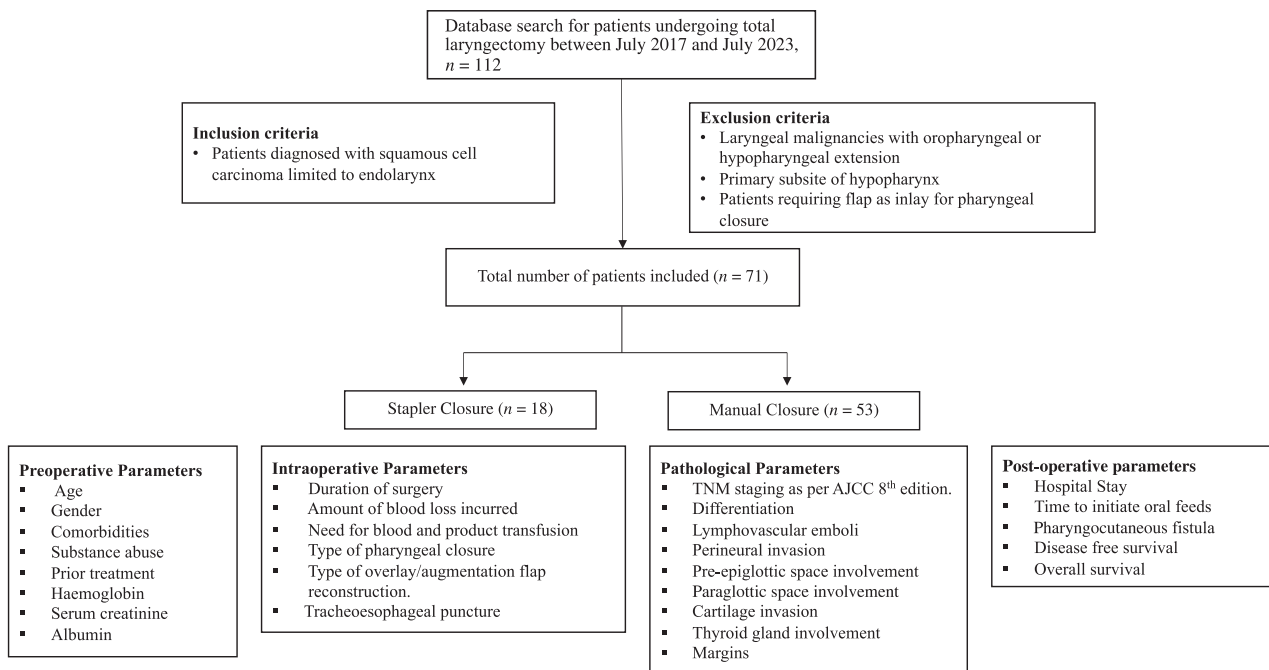 Database search for patients undergoing total
laryngectomy between July 2017 and July 2023,
n = 112
Inclusion criteria
• Patients diagnosed with squamous cell
carcinoma limited to endolarynx
Exclusion criteria
• Laryngeal malignancies with oropharyngeal or
hypopharyngeal extension
• Primary subsite of hypopharynx
• Patients requiring flap as inlay for pharyngeal
closure
Total number of patients included (n = 71)
Stapler Closure (n = 18)
Manual Closure (n = 53)
Preoperative Parameters
▪ Age
▪ Gender
▪ Comorbidities
▪ Substance abuse
▪ Prior treatment
▪ Haemoglobin
▪ Serum creatinine
▪ Albumin
Intraoperative Parameters
▪ Duration of surgery
▪ Amount of blood loss incurred
▪ Need for blood and product transfusion
▪ Type of pharyngeal closure
▪ Type of overlay/augmentation flap
reconstruction.
▪ Tracheoesophageal puncture
Pathological Parameters
▪ TNM staging as per AJCC 8th edition.
▪ Differentiation
▪ Lymphovascular emboli
▪ Perineural invasion
▪ Pre-epiglottic space involvement
▪ Paraglottic space involvement
▪ Cartilage invasion
▪ Thyroid gland involvement
▪ Margins
Post-operative parameters
▪ Hospital Stay
▪ Time to initiate oral feeds
▪ Pharyngocutaneous fistula
▪ Disease free survival
▪ Overall survival